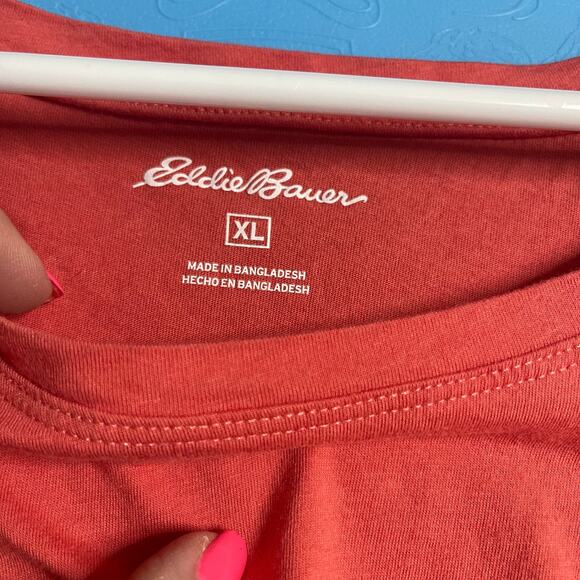 Eddie Bauer
XL
MADE IN BANGLADESH
HECHO EN BANGLADESH